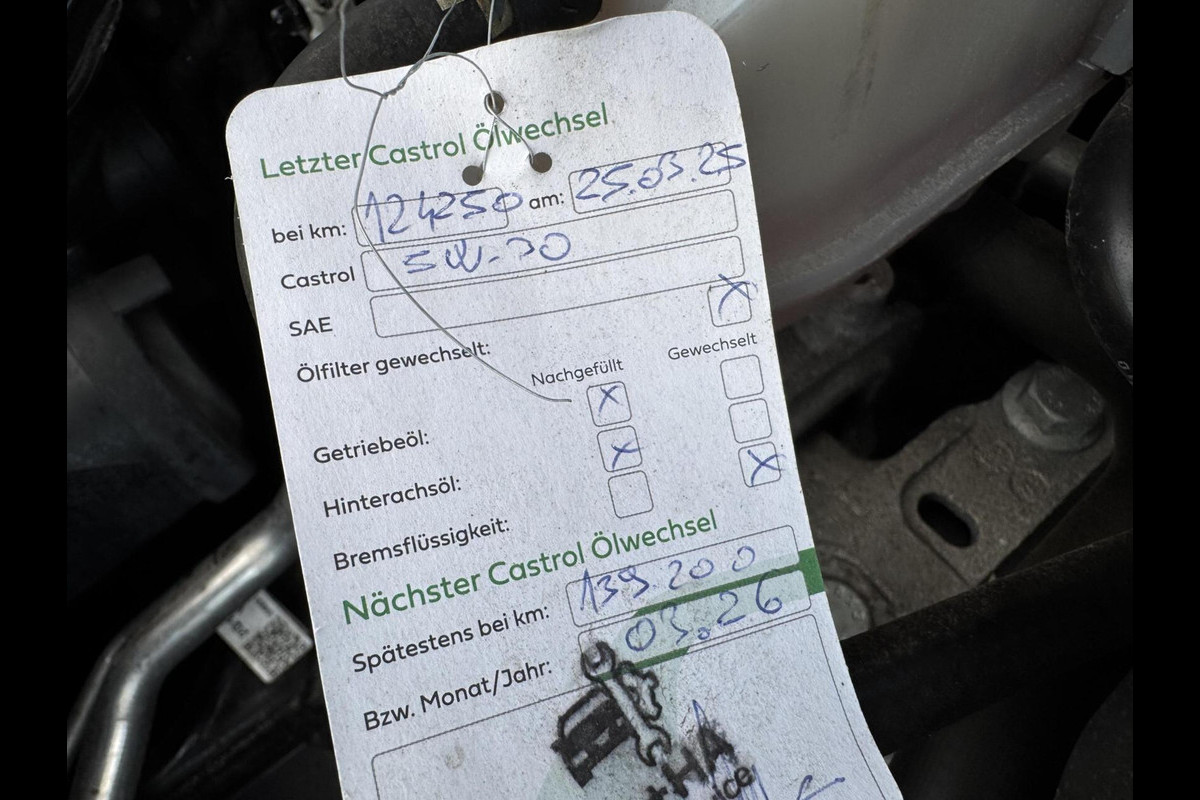 Letzter Castrol Ölwechsel
bei km: 124250 am: 25.03.25
Castrol 5W-30
SAE
Ölfilter gewechselt: X
Nachgefüllt Gewechselt
Getriebeöl: X
Hinterachsöl: X
Bremsflüssigkeit: X
Nächster Castrol Ölwechsel
Spätestens bei km: 139.200
Bzw. Monat/Jahr: 03.26